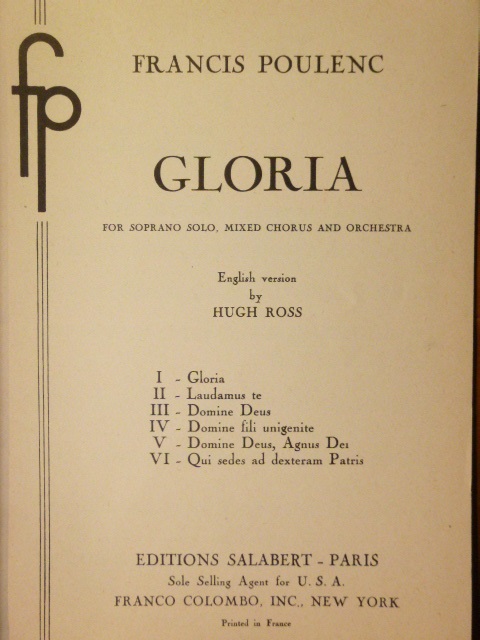 fp
FRANCIS POULENC
GLORIA
FOR SOPRANO SOLO, MIXED CHORUS AND ORCHESTRA
English version
by
HUGH ROSS
I - Gloria
II - Laudamus te
III - Domine Deus
IV - Domine fili unigenite
V - Domine Deus, Agnus Dei
VI - Qui sedes ad dexteram Patris
EDITIONS SALABERT - PARIS
Sole Selling Agent for U. S. A.
FRANCO COLOMBO, INC., NEW YORK
Printed in France